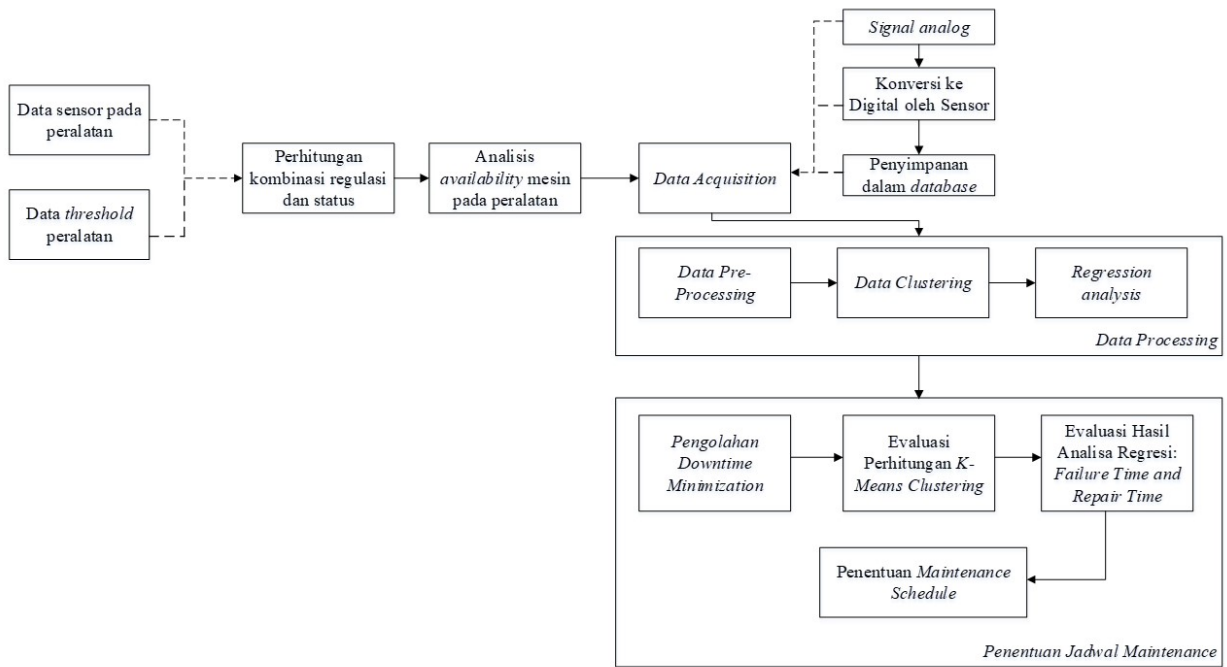 Signal analog
Konversi ke
Digital oleh Sensor
Penyimpanan
dalam database
Data sensor pada
peralatan
Data threshold
peralatan
Perhitungan
kombinasi regulasi
dan status
Analisis
availability mesin
pada peralatan
Data Acquisition
Data Pre-
Processing
Data Clustering
Regression
analysis
Data Processing
Pengolahan
Downtime
Minimization
Evaluasi
Perhitungan K-
Means Clustering
Evaluasi Hasil
Analisa Regresi:
Failure Time and
Repair Time
Penentuan Maintenance
Schedule
Penentuan Jadwal Maintenance